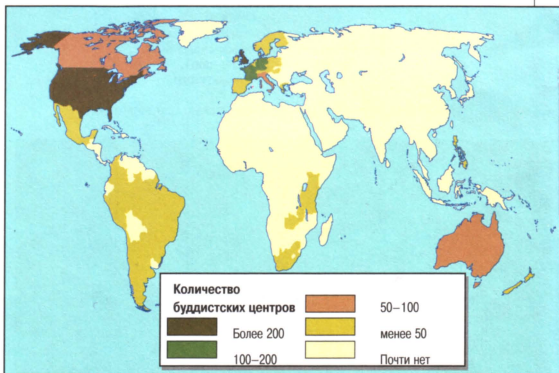 Количество
буддистских центров
Более 200
100–200
50–100
менее 50
Почти нет